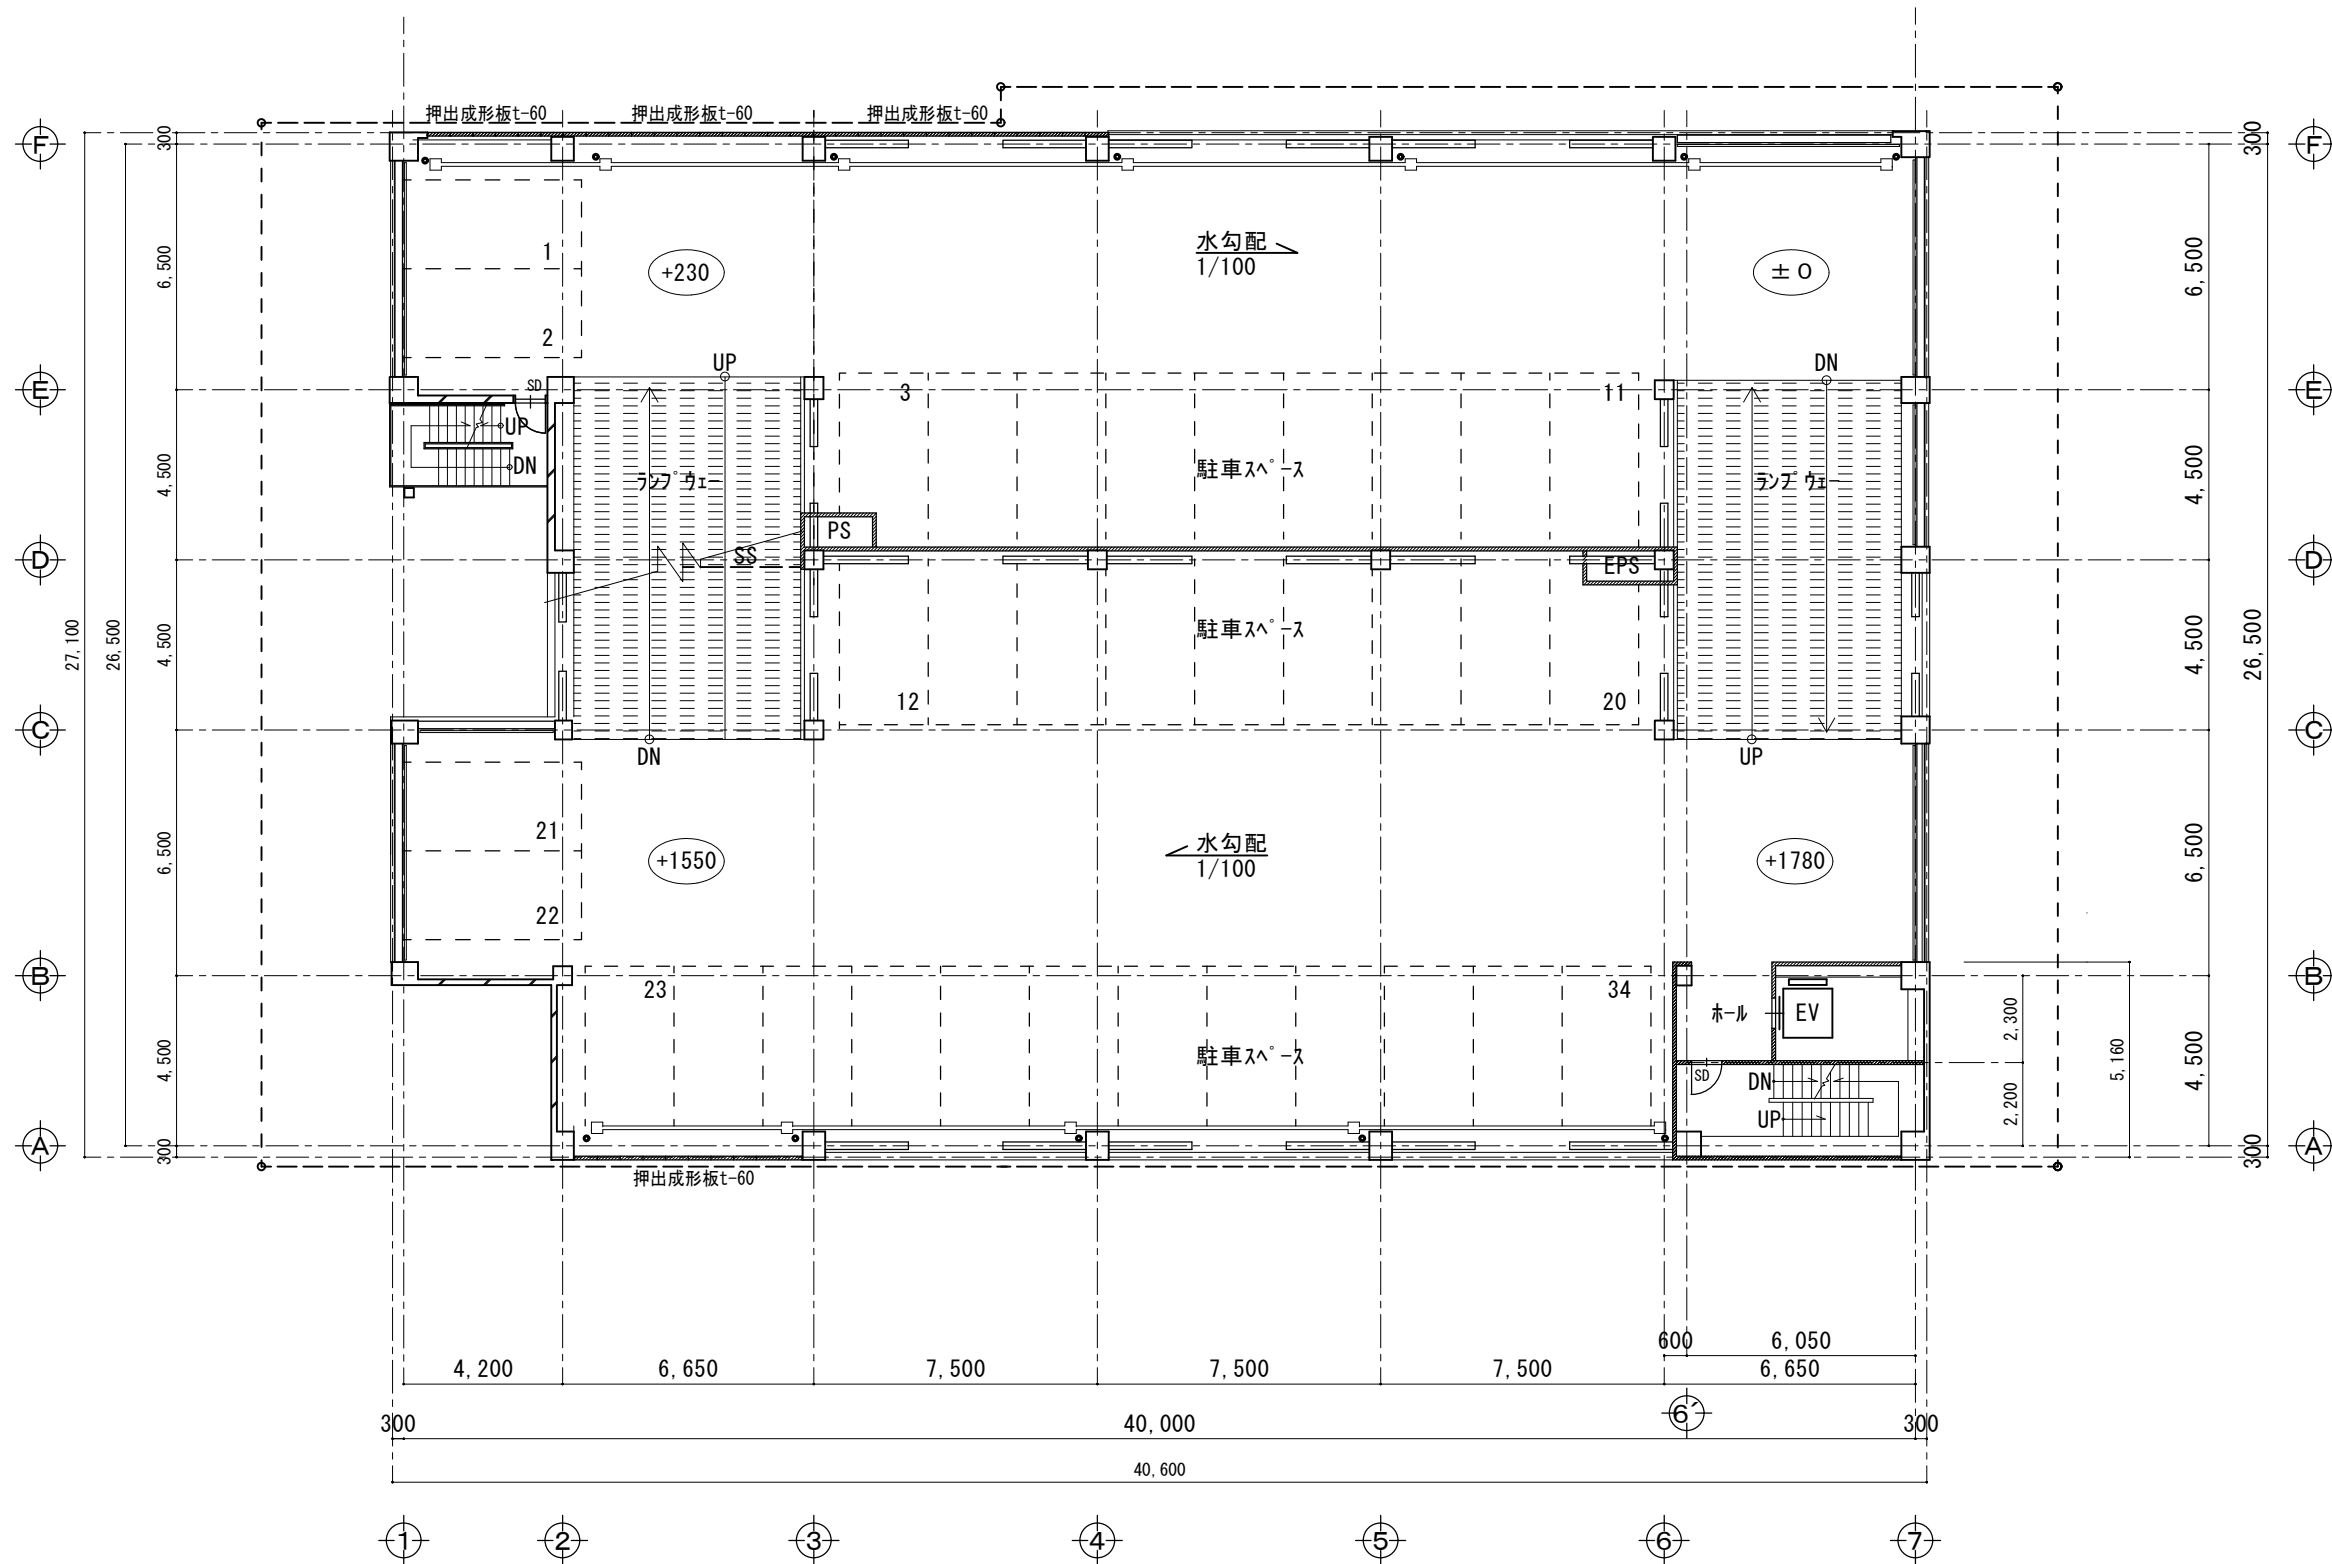 押出成形板t-60 押出成形板t-60 押出成形板t-60
F 300 300 F
1
水勾配
1/100
6,500 +230 ±0 6,500
2
UP DN
E SD 3 11 E
UP
DN
4,500 ﾗﾝﾌﾟｳｪｰ 駐車ｽﾍﾟｰｽ ﾗﾝﾌﾟｳｪｰ 4,500
PS
D SS EPS D
27,100 26,500 4,500 駐車ｽﾍﾟｰｽ 4,500 26,500
12 20
C C
DN UP
21
水勾配
1/100
6,500 +1550 +1780 6,500
22
B 23 34 B
ﾎｰﾙ EV 2,300
4,500 駐車ｽﾍﾟｰｽ 5,160 4,500
SD DN 2,200
UP
A 300 300 A
押出成形板t-60
600 6,050
4,200 6,650 7,500 7,500 7,500 6,650
6´
300 40,000 300
40,600
1 2 3 4 5 6 7